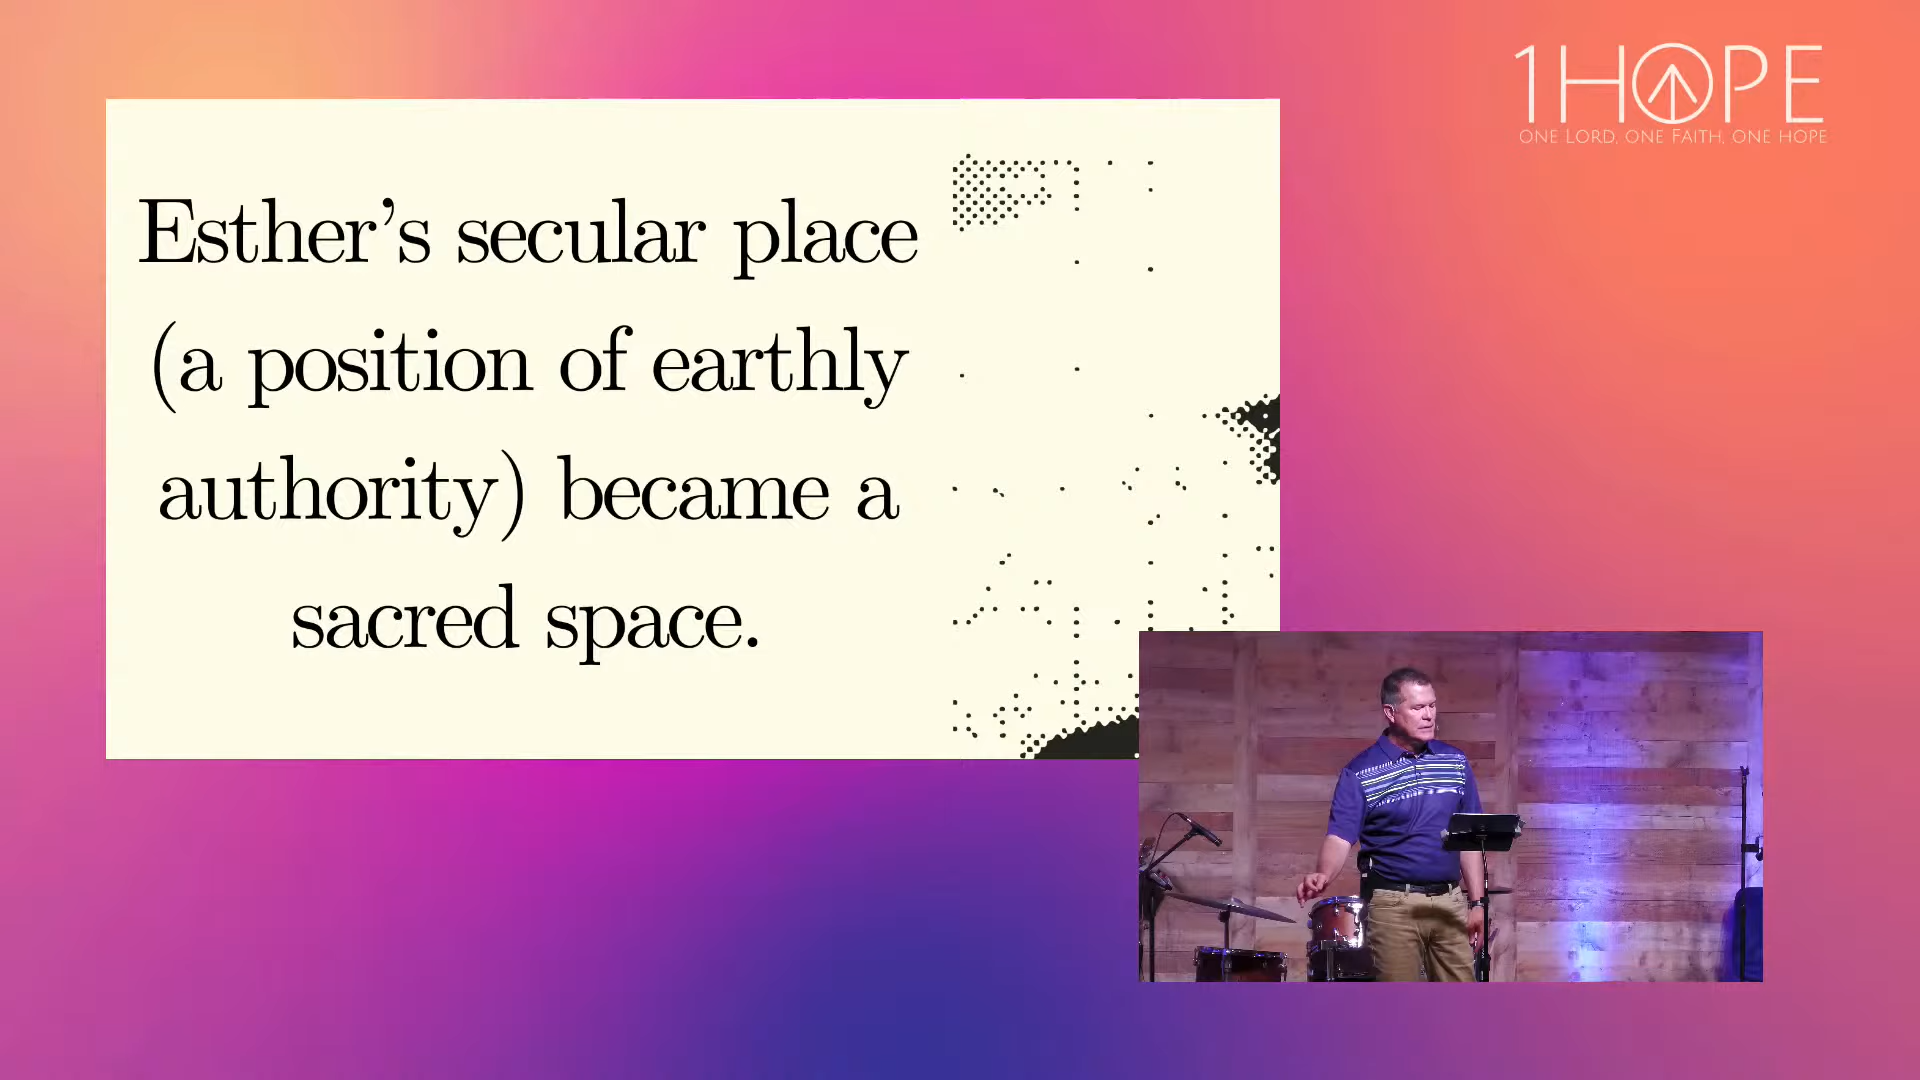 Esther’s secular place
(a position of earthly
authority) became a
sacred space.
1HOPE
ONE LORD, ONE FAITH, ONE HOPE